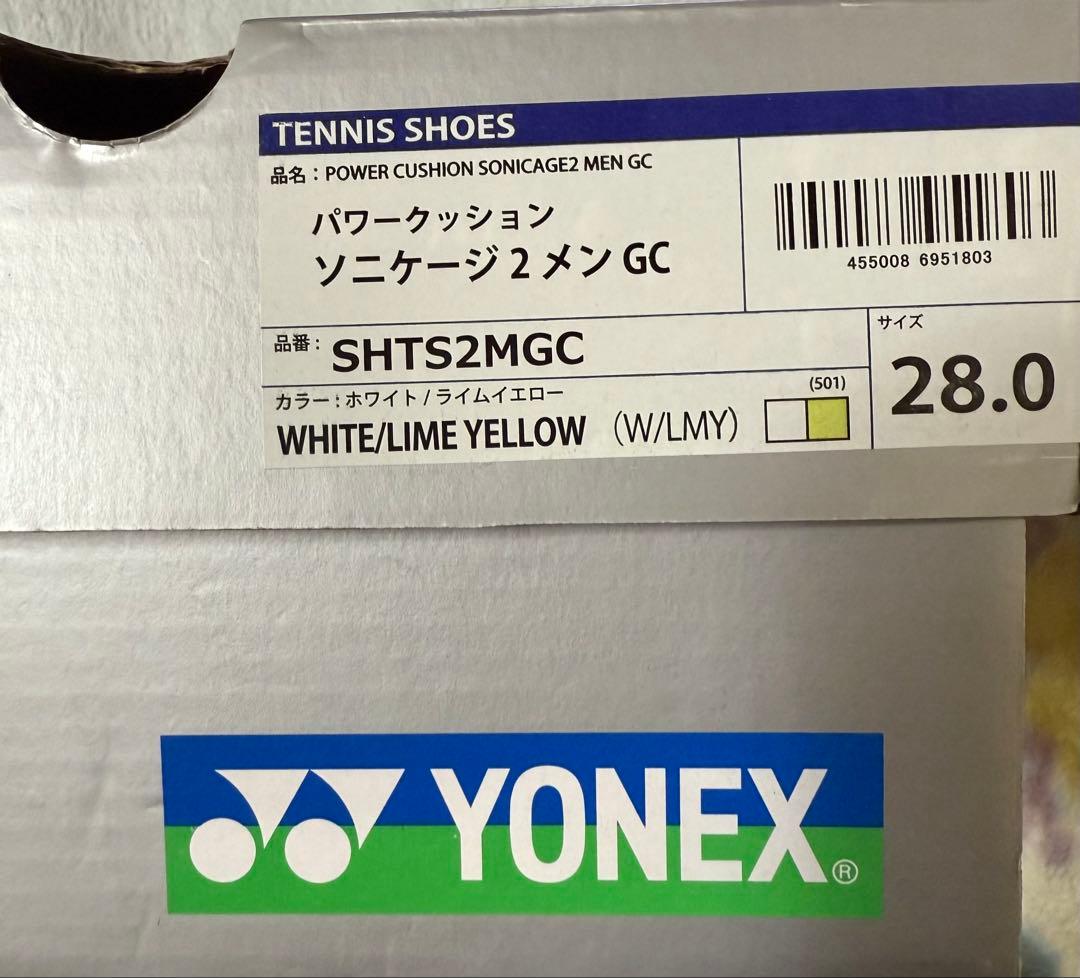 TENNIS SHOES
品名：POWER CUSHION SONICAGE2 MEN GC
パワークッション
ソニケージ 2 メン GC
455008 6951803
品番：SHTS2MGC
サイズ
28.0
カラー：ホワイト / ライムイエロー
(501)
WHITE/LIME YELLOW （W/LMY）
YONEX®